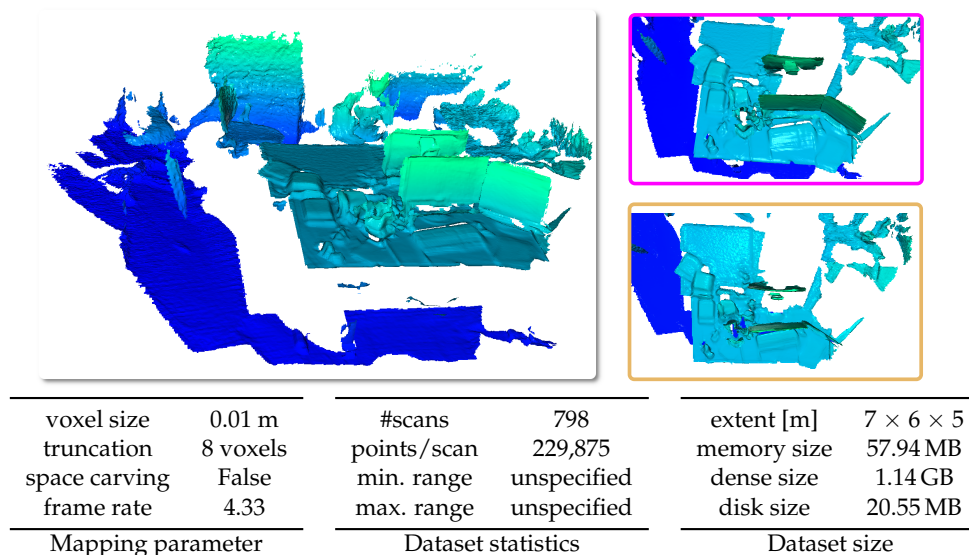 voxel size 0.01 m
truncation 8 voxels
space carving False
frame rate 4.33
Mapping parameter
#scans 798
points/scan 229,875
min. range unspecified
max. range unspecified
Dataset statistics
extent [m] 7 × 6 × 5
memory size 57.94 MB
dense size 1.14 GB
disk size 20.55 MB
Dataset size